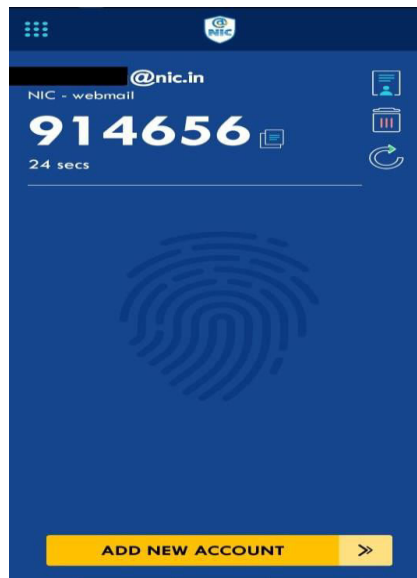 @
NIC
@nic.in
NIC - webmail
914656
24 secs
ADD NEW ACCOUNT